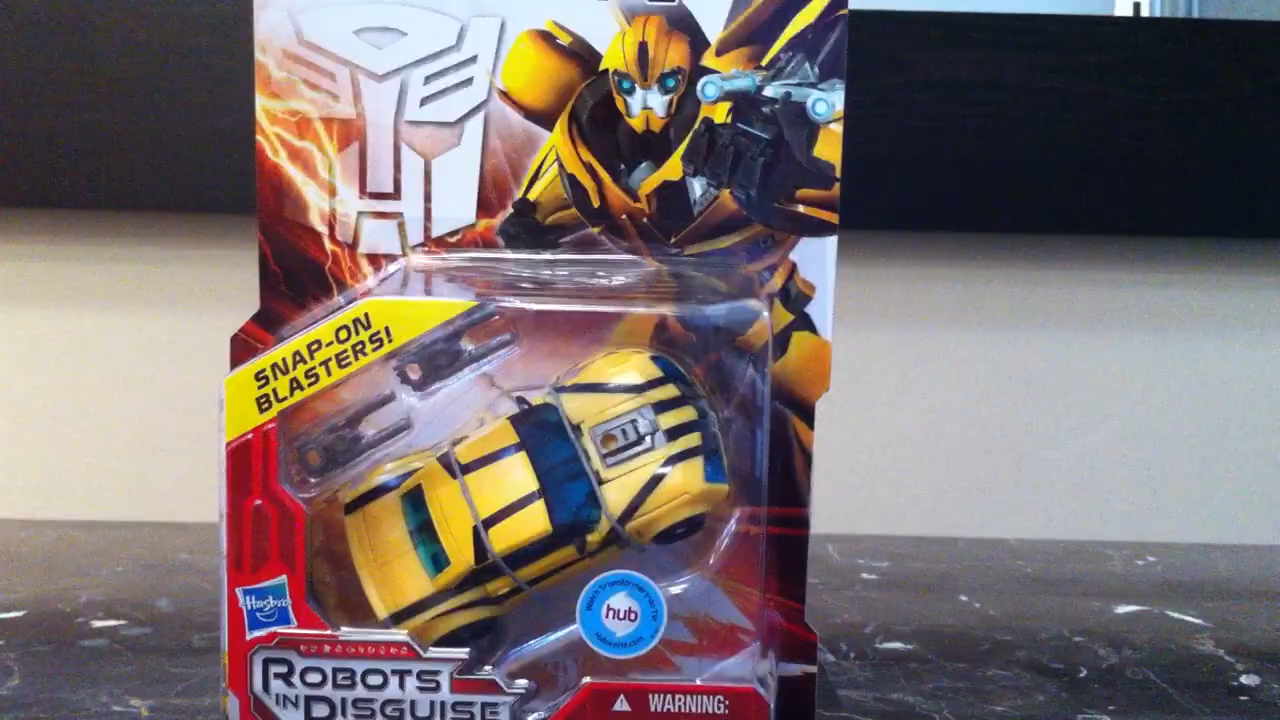 SNAP-ON
BLASTERS!
Hasbro
hub
ROBOTS
IN DISGUISE
WARNING: